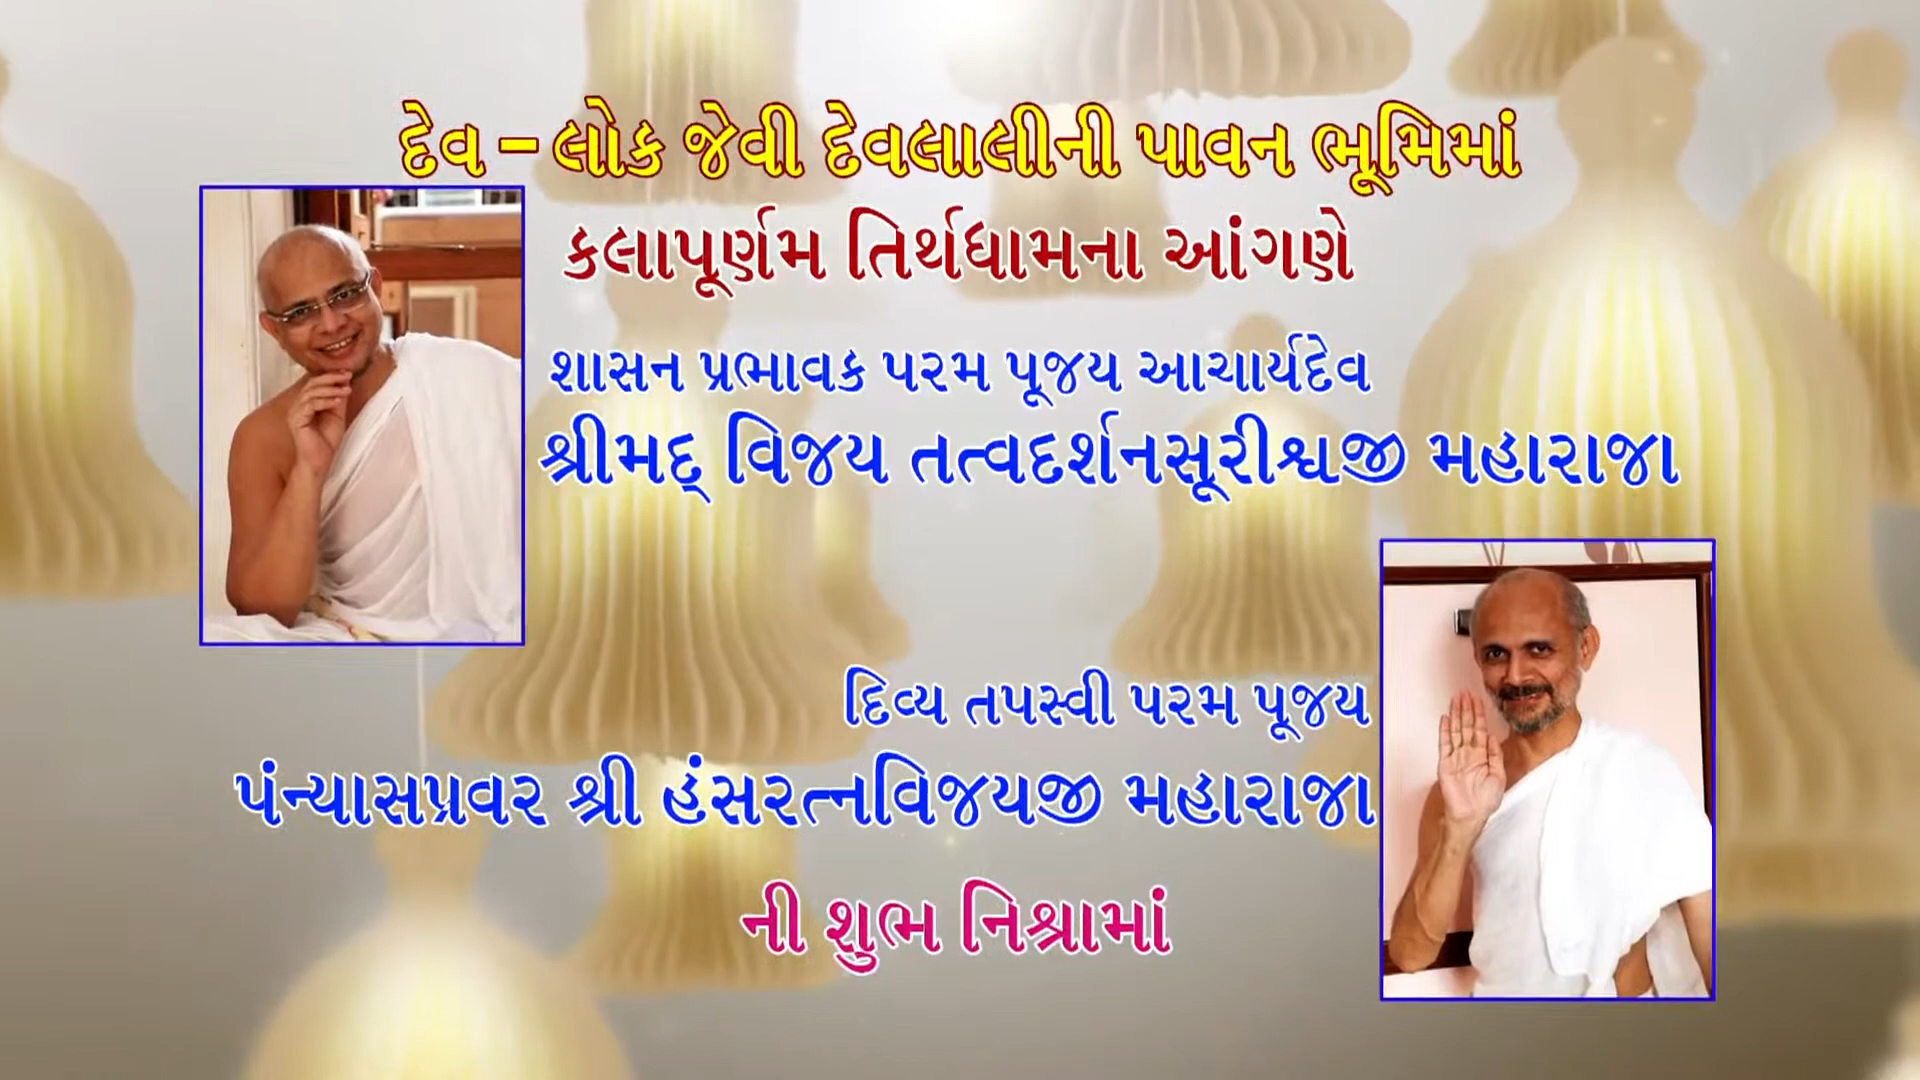 દેવ – લોક જેવી દેવલાલીની પાવન ભૂમિમાં
કલાપૂર્ણમ તિર્થધામના આંગણે
શાસન પ્રભાવક પરમ પૂજય આચાર્યદેવ
શ્રીમદ્ વિજય તત્વદર્શનસૂરીશ્વજી મહારાજા
દિવ્ય તપસ્વી પરમ પૂજય
પંન્યાસપ્રવર શ્રી હંસરત્નવિજયજી મહારાજા
ની શુભ નિશ્રામાં